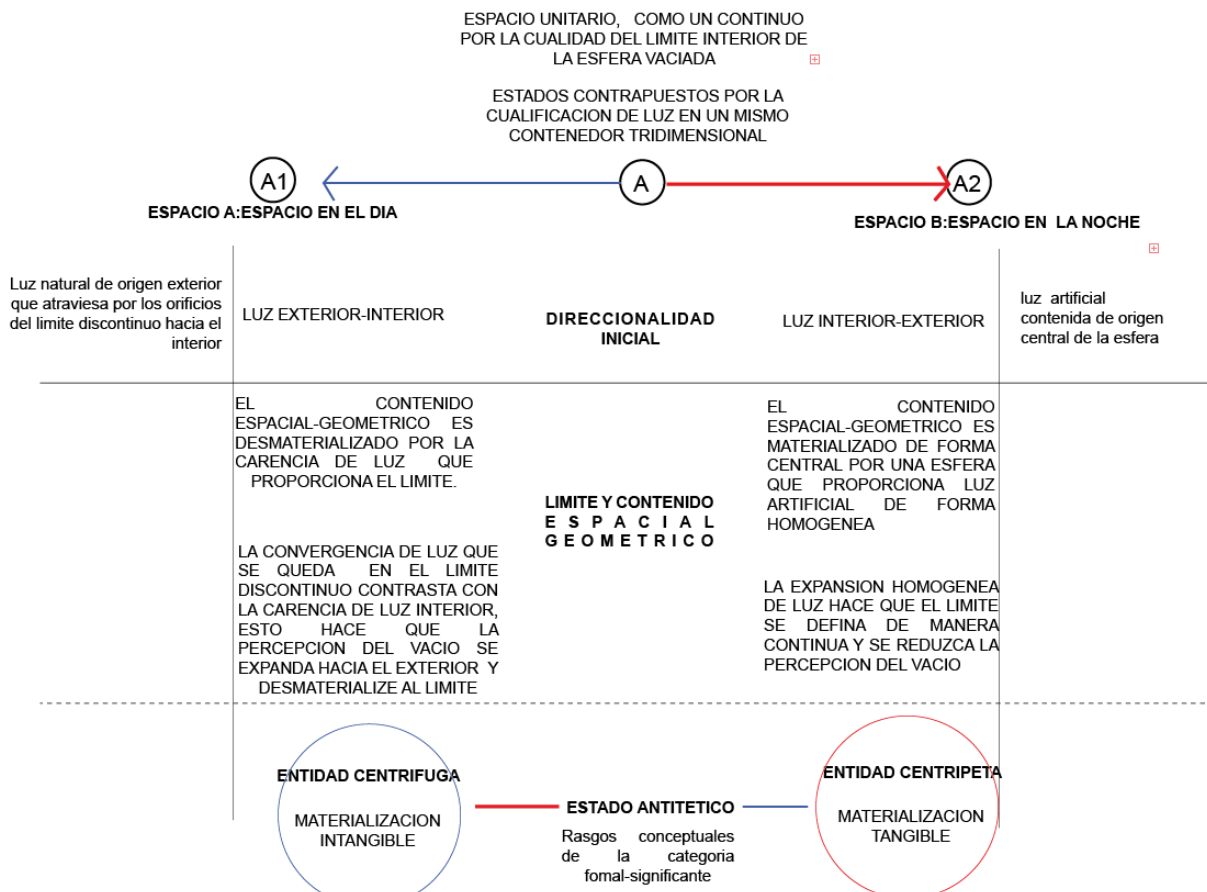 ESPACIO UNITARIO, COMO UN CONTINUO
POR LA CUALIDAD DEL LIMITE INTERIOR DE
LA ESFERA VACIADA
ESTADOS CONTRAPUESTOS POR LA
CUALIFICACION DE LUZ EN UN MISMO
CONTENEDOR TRIDIMENSIONAL
A1
A
A2
ESPACIO A:ESPACIO EN EL DIA
ESPACIO B:ESPACIO EN LA NOCHE
Luz natural de origen exterior
que atraviesa por los orificios
del limite discontinuo hacia el
interior
LUZ EXTERIOR-INTERIOR
DIRECCIONALIDAD
INICIAL
LUZ INTERIOR-EXTERIOR
luz artificial
contenida de origen
central de la esfera
EL CONTENIDO
ESPACIAL-GEOMETRICO ES
DESMATERIALIZADO POR LA
CARENCIA DE LUZ QUE
PROPORCIONA EL LIMITE.
LA CONVERGENCIA DE LUZ QUE
SE QUEDA EN EL LIMITE
DISCONTINUO CONTRASTA CON
LA CARENCIA DE LUZ INTERIOR,
ESTO HACE QUE LA
PERCEPCION DEL VACIO SE
EXPANDA HACIA EL EXTERIOR Y
DESMATERIALIZE AL LIMITE
LIMITE Y CONTENIDO
ESPACIAL
GEOMETRICO
EL CONTENIDO
ESPACIAL-GEOMETRICO ES
MATERIALIZADO DE FORMA
CENTRAL POR UNA ESFERA
QUE PROPORCIONA LUZ
ARTIFICIAL DE FORMA
HOMOGENEA
LA EXPANSION HOMOGENEA
DE LUZ HACE QUE EL LIMITE
SE DEFINA DE MANERA
CONTINUA Y SE REDUZCA LA
PERCEPCION DEL VACIO
ENTIDAD CENTRIFUGA
MATERIALIZACION
INTANGIBLE
ESTADO ANTITETICO
Rasgos conceptuales
de la categoria
fomal-significante
ENTIDAD CENTRIPETA
MATERIALIZACION
TANGIBLE